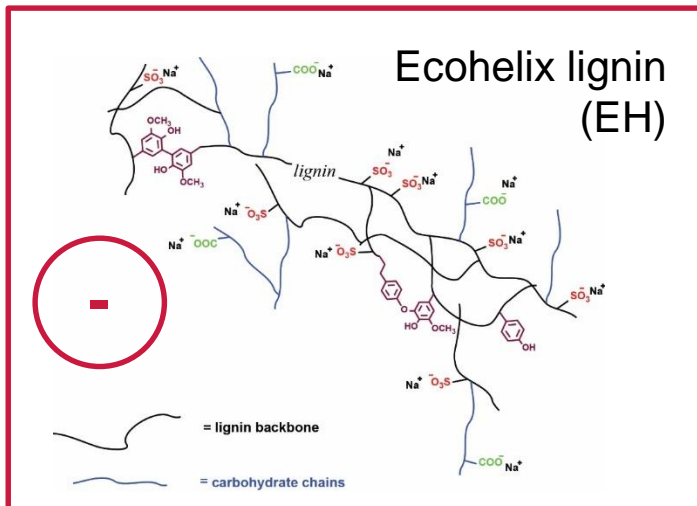 Ecohelix lignin
(EH)
COO⁻ Na⁺
SO₃⁻ Na⁺
OCH₃
OH
HO
OCH₃
lignin
Na⁺
SO₃⁻
SO₃⁻ Na⁺
COO⁻ Na⁺
Na⁺ ⁻O₃S
Na⁺ ⁻OOC
SO₃⁻ Na⁺
Na⁺ ⁻O₃S
SO₃⁻ Na⁺
O
HO
OCH₃
OH
Na⁺ ⁻O₃S
COO⁻ Na⁺
-
= lignin backbone
= carbohydrate chains